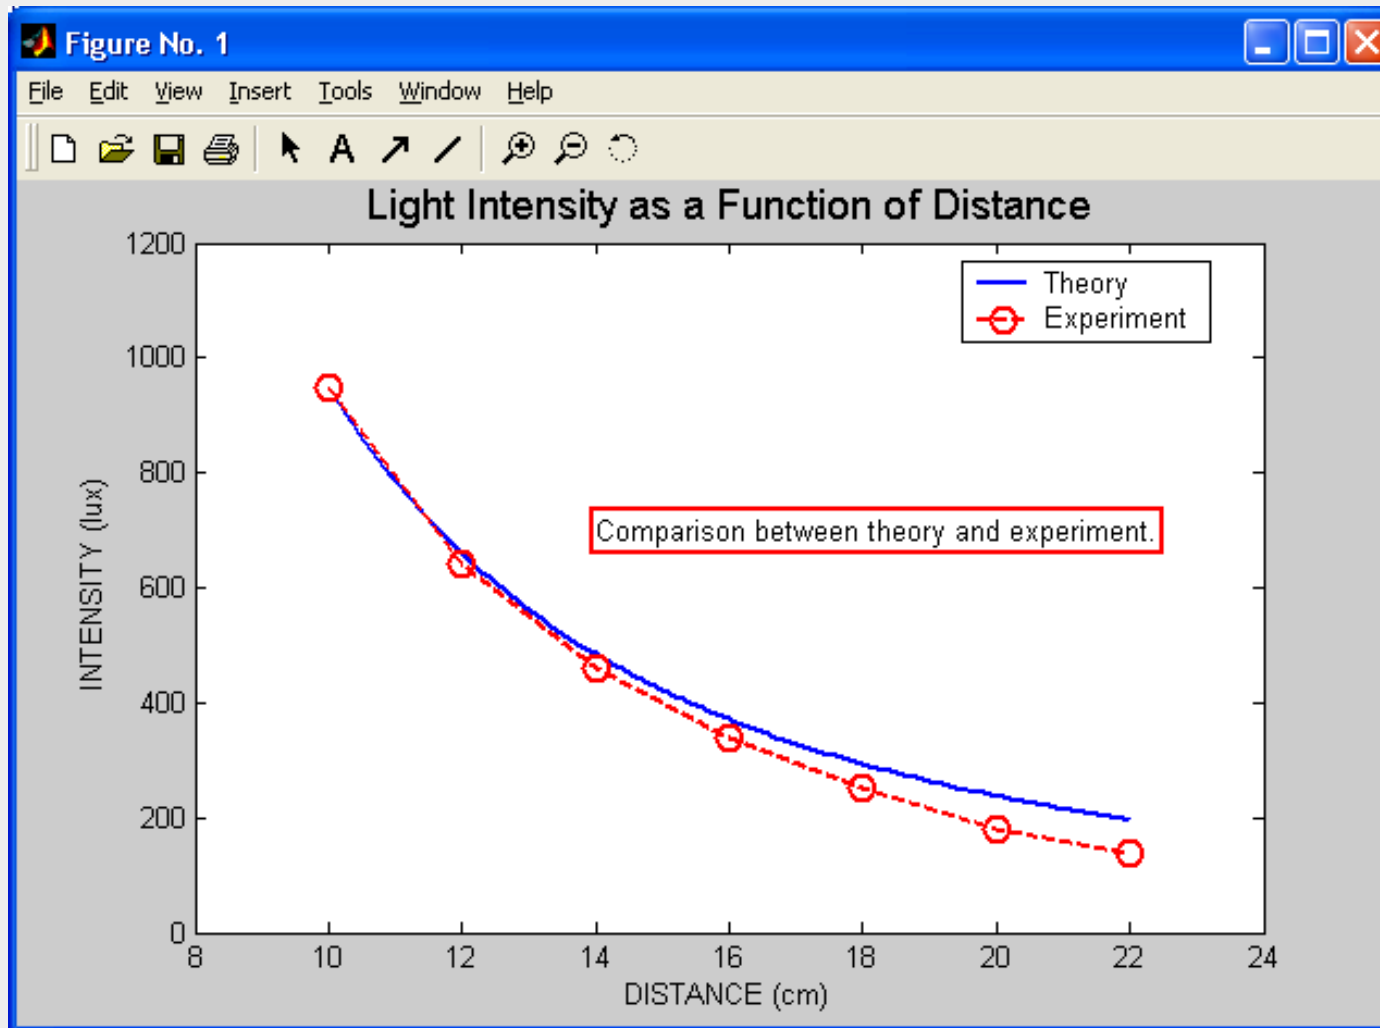 Figure No. 1
File Edit View Insert Tools Window Help
A
Light Intensity as a Function of Distance
1200
1000
800
600
400
200
0
INTENSITY (lux)
Theory
Experiment
Comparison between theory and experiment.
8 10 12 14 16 18 20 22 24
DISTANCE (cm)